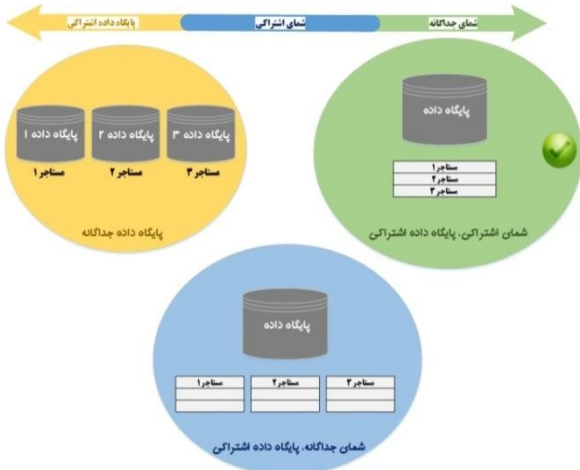 شمای جداگانه
شمای اشتراکی
پایگاه داده اشتراکی
پایگاه داده
مستاجر۱
مستاجر۲
مستاجر۳
شمای اشتراکی، پایگاه داده اشتراکی
پایگاه داده ۳
پایگاه داده ۲
پایگاه داده ۱
مستاجر ۳
مستاجر ۲
مستاجر ۱
پایگاه داده جداگانه
پایگاه داده
مستاجر۳
مستاجر۲
مستاجر۱
شمای جداگانه، پایگاه داده اشتراکی